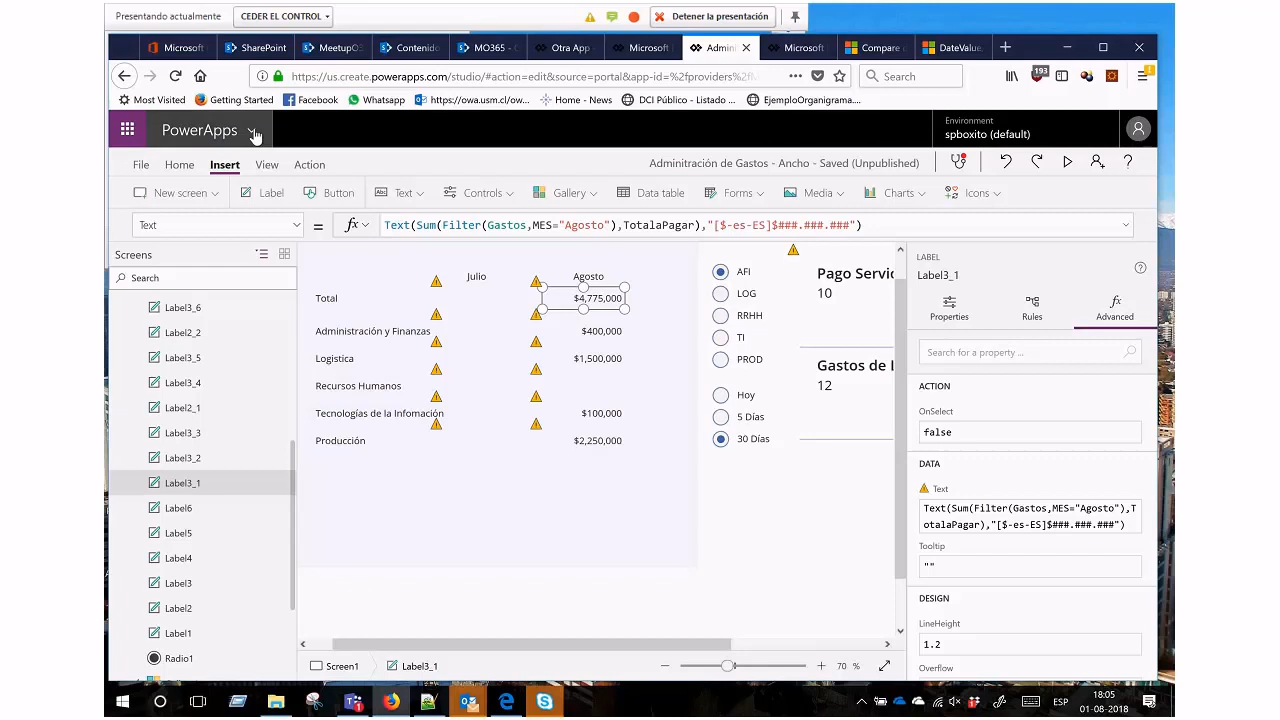 Presentando actualmente
CEDER EL CONTROL
Detener la presentación
Microsoft
SharePoint
MeetupO3
Contenido
MO365 -
Otra App -
Microsoft
Admini
Microsoft
Compare c
DateValue,
https://us.create.powerapps.com/studio/#action=edit&source=portal&app-id=%2fproviders%2fM
Search
193
Most Visited
Getting Started
Facebook
Whatsapp
https://owa.usm.cl/ow...
Home - News
DCI Público - Listado ...
EjemploOrganigrama....
PowerApps
Environment
spboxito (default)
File
Home
Insert
View
Action
Adminitración de Gastos - Ancho - Saved (Unpublished)
New screen
Label
Button
Text
Controls
Gallery
Data table
Forms
Media
Charts
Icons
Text
=
fx
Text(Sum(Filter(Gastos,MES="Agosto"),TotalaPagar),"[$-es-ES]$###.###.###")
Screens
Search
Label3_6
Label2_2
Label3_5
Label3_4
Label2_1
Label3_3
Label3_2
Label3_1
Label6
Label5
Label4
Label3
Label2
Label1
Radio1
Julio
Agosto
Total
$4,775,000
Administración y Finanzas
$400,000
Logistica
$1,500,000
Recursos Humanos
Tecnologías de la Infomación
$100,000
Producción
$2,250,000
AFI
LOG
RRHH
TI
PROD
Hoy
5 Días
30 Días
Pago Servic
10
Gastos de l
12
Screen1
Label3_1
70 %
LABEL
Label3_1
Properties
Rules
fx
Advanced
Search for a property ...
ACTION
OnSelect
false
DATA
Text
Text(Sum(Filter(Gastos,MES="Agosto"),T
otalaPagar),"[$-es-ES]$###.###.###")
Tooltip
""
DESIGN
LineHeight
1.2
Overflow
ESP
18:05
01-08-2018